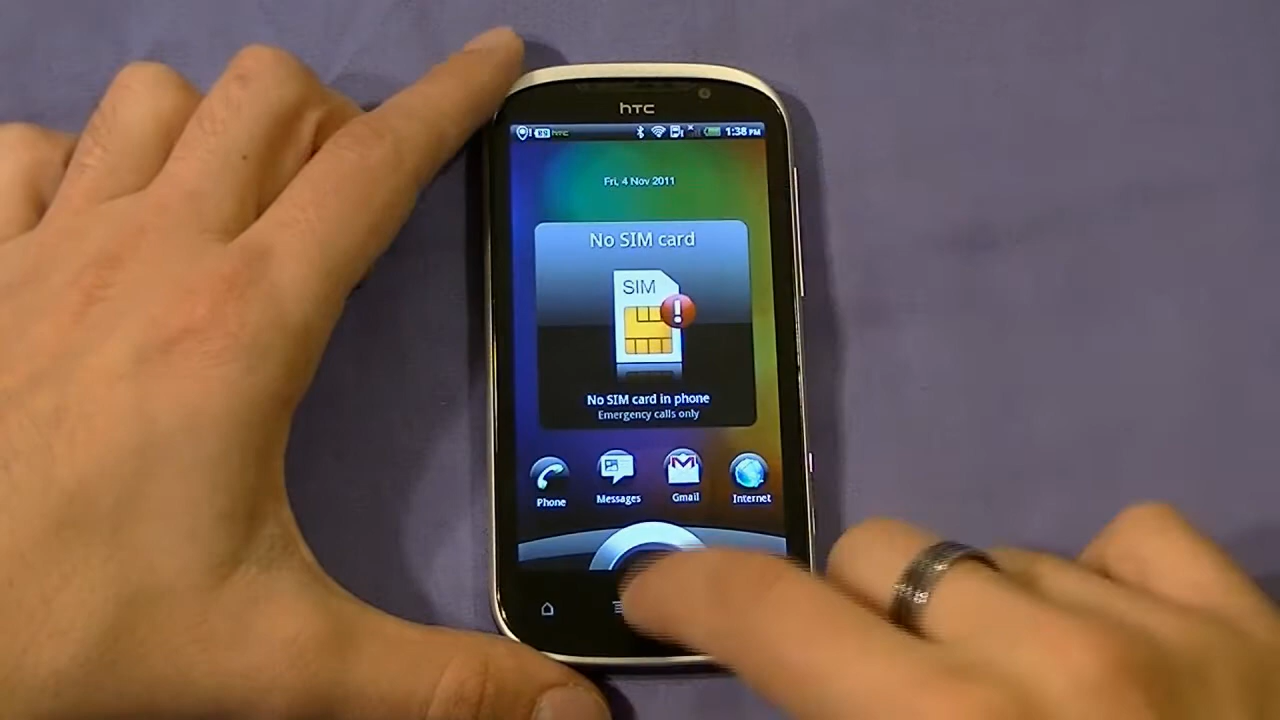 hTC
1:38 PM
Fri, 4 Nov 2011
No SIM card
SIM
!
No SIM card in phone
Emergency calls only
Phone
Messages
Gmail
Internet